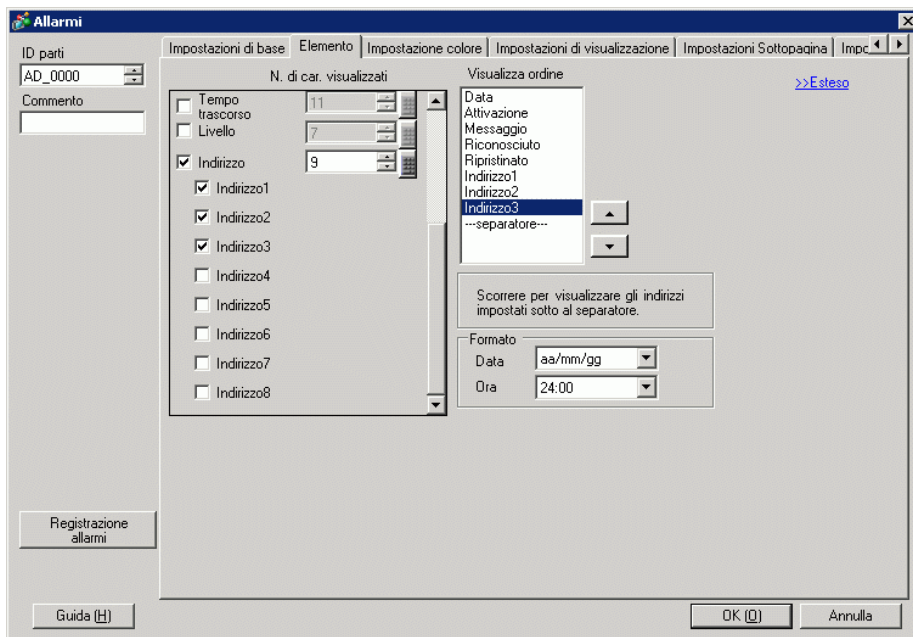 Allarmi
ID parti
AD_0000
Commento
Impostazioni di base
Elemento
Impostazione colore
Impostazioni di visualizzazione
Impostazioni Sottopagina
Impc
N. di car. visualizzati
Visualizza ordine
>>Esteso
Tempo
trascorso
11
Livello
7
Indirizzo
9
Indirizzo1
Indirizzo2
Indirizzo3
Indirizzo4
Indirizzo5
Indirizzo6
Indirizzo7
Indirizzo8
Data
Attivazione
Messaggio
Riconosciuto
Ripristinato
Indirizzo1
Indirizzo2
Indirizzo3
---separatore---
Scorrere per visualizzare gli indirizzi
impostati sotto al separatore.
Formato
Data
aa/mm/gg
Ora
24:00
Registrazione
allarmi
Guida (H)
OK (O)
Annulla